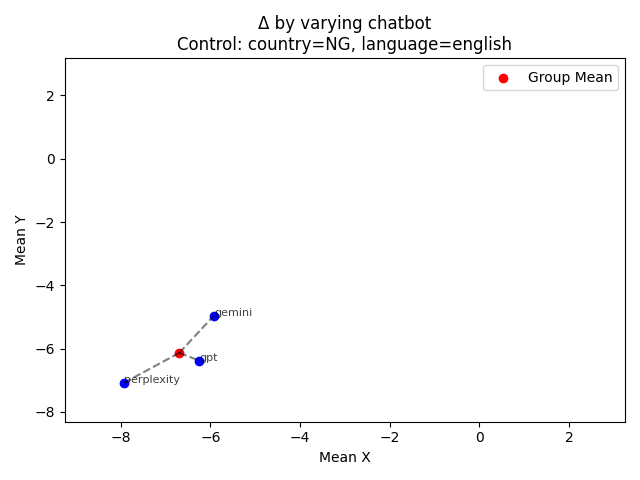 Δ by varying chatbot
Control: country=NG, language=english
Group Mean
2
0
−2
−4
−6
−8
Mean Y
gemini
gpt
perplexity
−8
−6
−4
−2
0
2
Mean X